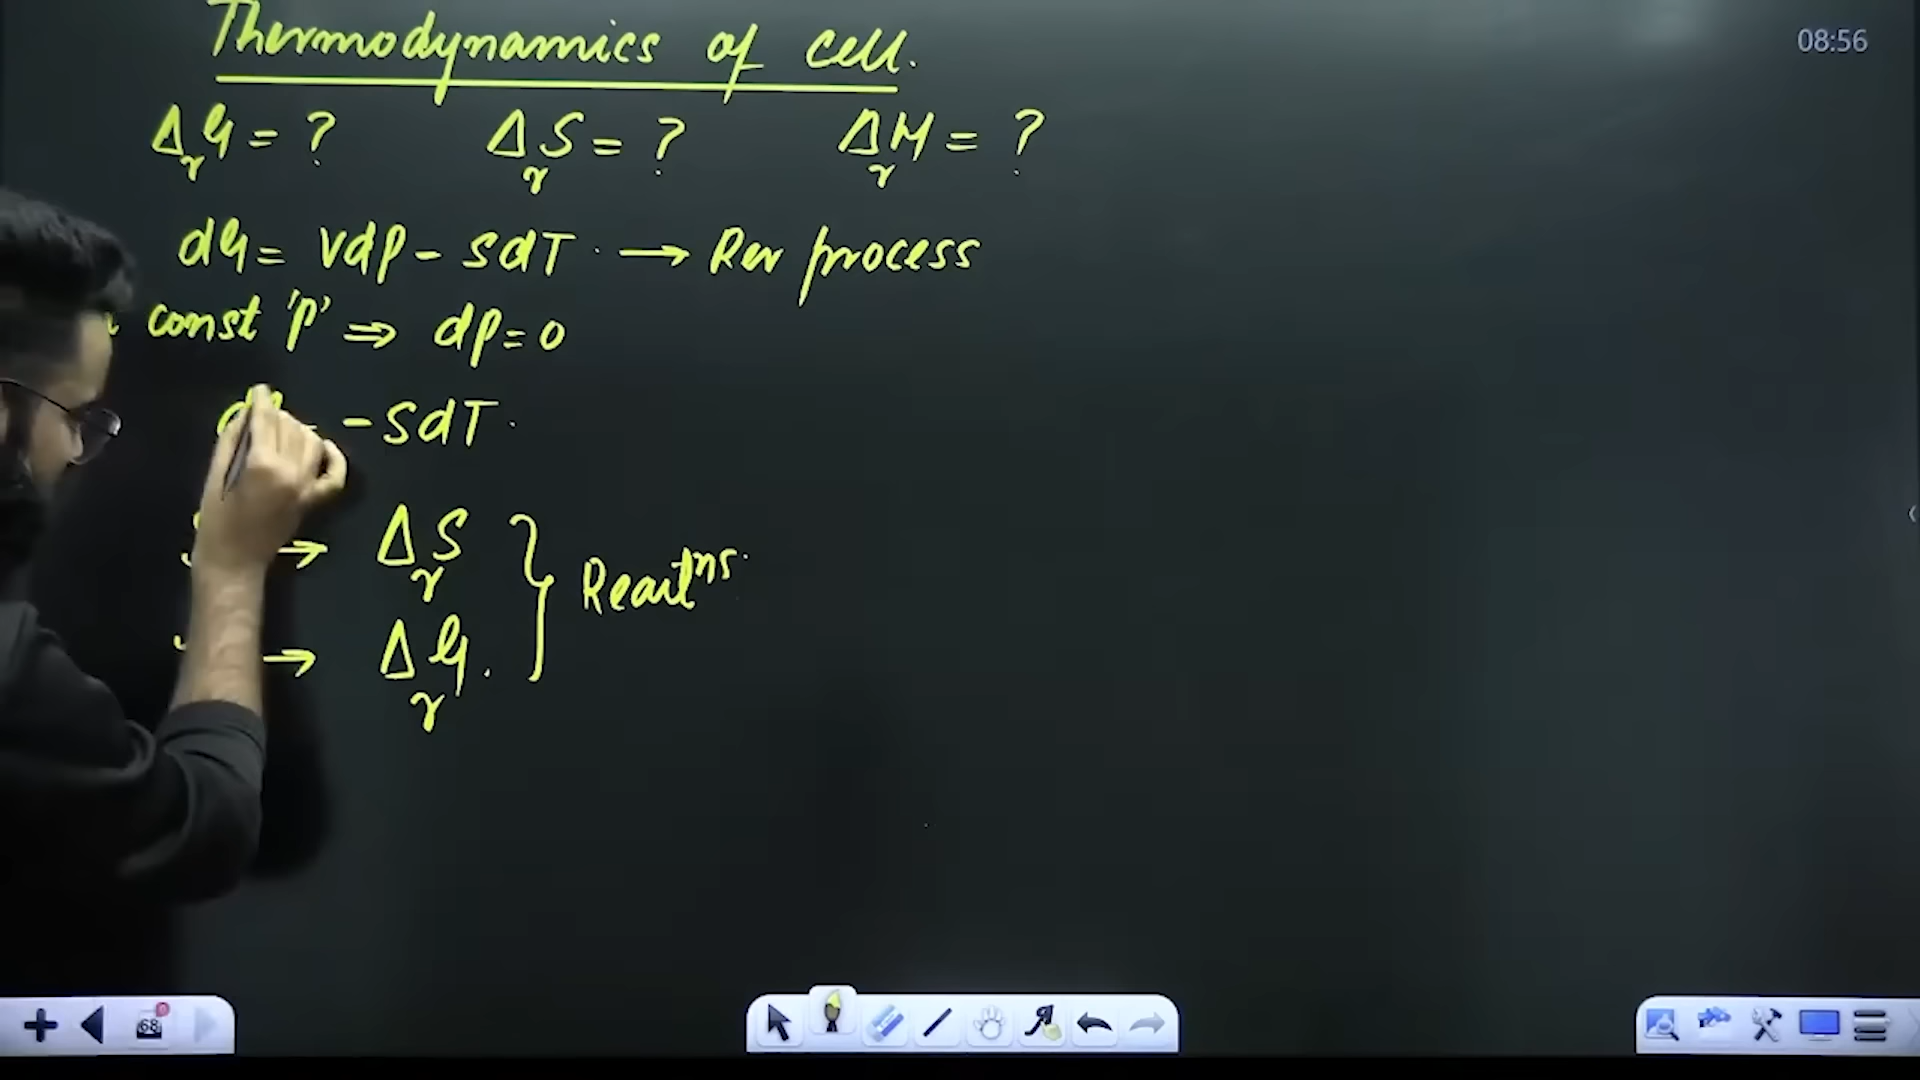 Thermodynamics of cell.
08:56
ΔrG = ? ΔrS = ? ΔrH = ?
dG = Vdp - SdT → Rev process
const 'p' ⇒ dp = 0
- SdT
→ ΔrS
Reactns.
→ ΔrG.
68